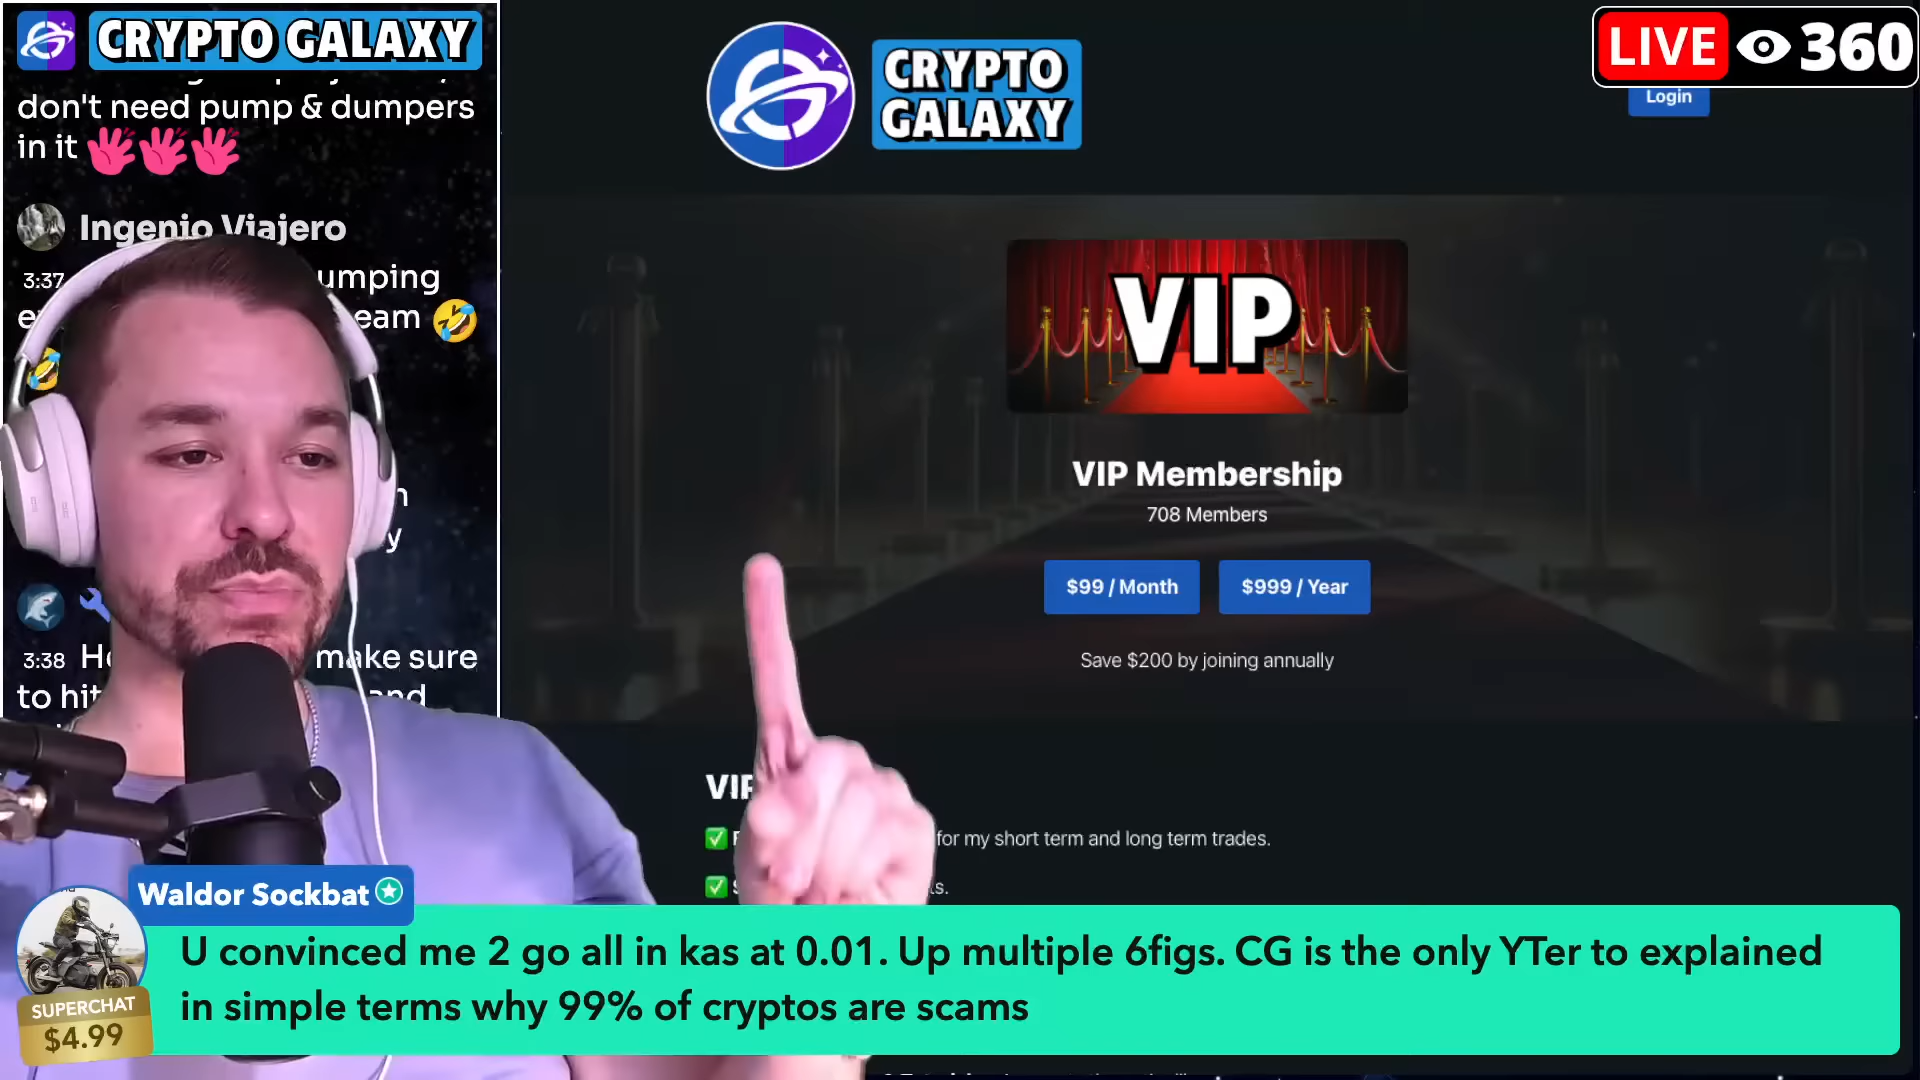 CRYPTO GALAXY
don't need pump & dumpers
in it
Ingenio Viajero
3:37
3:38
make sure
to hit
CRYPTO
GALAXY
LIVE 360
Login
VIP
VIP Membership
708 Members
$99 / Month $999 / Year
Save $200 by joining annually
VIP
for my short term and long term trades.
Waldor Sockbat
U convinced me 2 go all in kas at 0.01. Up multiple 6figs. CG is the only YTer to explained
in simple terms why 99% of cryptos are scams
SUPERCHAT
$4.99